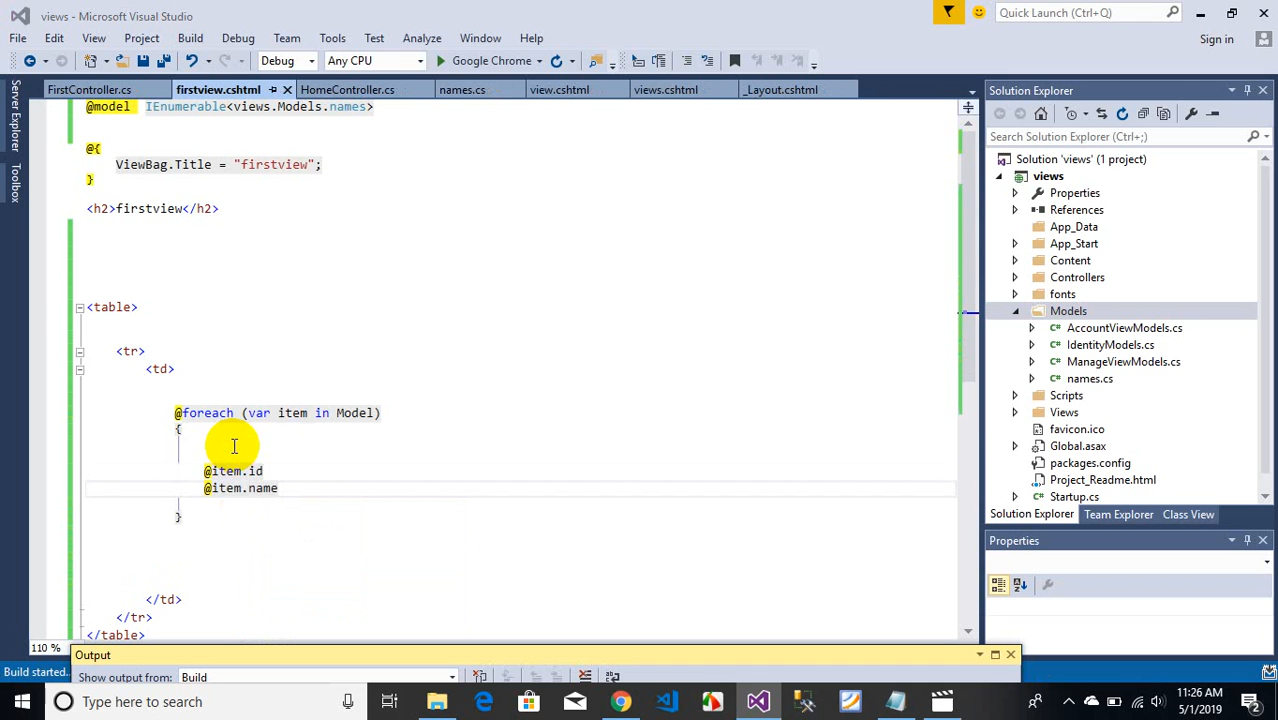 views - Microsoft Visual Studio
Quick Launch (Ctrl+Q)
File Edit View Project Build Debug Team Tools Test Analyze Window Help
Sign in
Debug Any CPU Google Chrome
Server Explorer
Toolbox
FirstController.cs firstview.cshtml HomeController.cs names.cs view.cshtml views.cshtml _Layout.cshtml
@model IEnumerable<views.Models.names>
@{
ViewBag.Title = "firstview";
}
<h2>firstview</h2>
<table>
<tr>
<td>
@foreach (var item in Model)
{
@item.id
@item.name
}
</td>
</tr>
</table>
110 %
Solution Explorer
Search Solution Explorer (Ctrl+;)
Solution 'views' (1 project)
views
Properties
References
App_Data
App_Start
Content
Controllers
fonts
Models
AccountViewModels.cs
IdentityModels.cs
ManageViewModels.cs
names.cs
Scripts
Views
favicon.ico
Global.asax
packages.config
Project_Readme.html
Startup.cs
Solution Explorer Team Explorer Class View
Properties
Output
Show output from: Build
Build started...
Type here to search
11:26 AM
5/1/2019
2